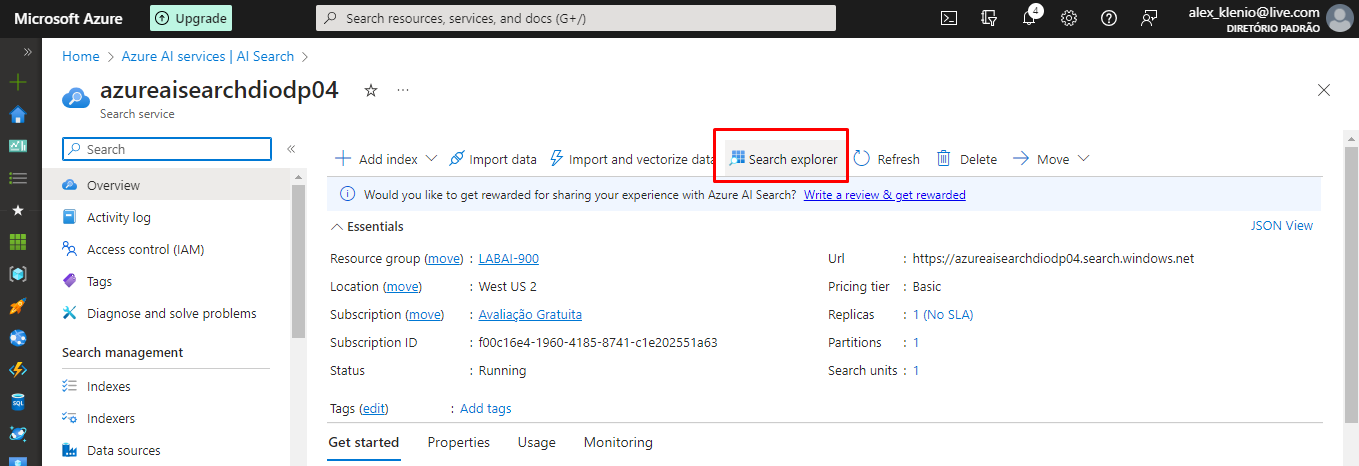 Microsoft Azure
Upgrade
Search resources, services, and docs (G+/)
4
alex_klenio@live.com
DIRETÓRIO PADRÃO
Home > Azure AI services | AI Search >
azureaisearchdiodp04
Search service
Search
Add index
Import data
Import and vectorize data
Search explorer
Refresh
Delete
Move
Would you like to get rewarded for sharing your experience with Azure AI Search? Write a review & get rewarded
Overview
Activity log
Access control (IAM)
Tags
Diagnose and solve problems
Search management
Indexes
Indexers
Data sources
Essentials
JSON View
Resource group (move) : LABAI-900
Location (move) : West US 2
Subscription (move) : Avaliação Gratuita
Subscription ID : f00c16e4-1960-4185-8741-c1e202551a63
Status : Running
Url : https://azureaisearchdiodp04.search.windows.net
Pricing tier : Basic
Replicas : 1 (No SLA)
Partitions : 1
Search units : 1
Tags (edit) : Add tags
Get started
Properties
Usage
Monitoring
SQL